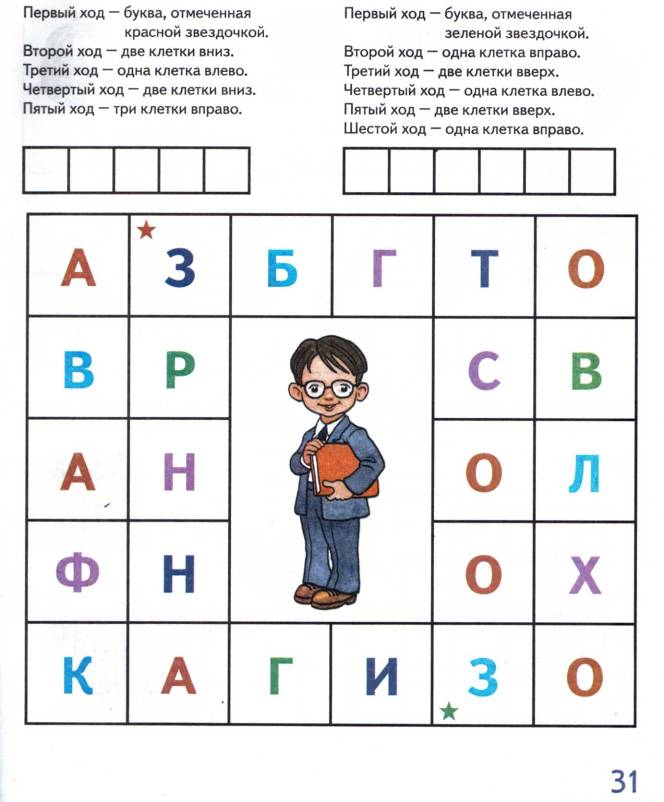 Первый ход — буква, отмеченная
красной звездочкой.
Второй ход — две клетки вниз.
Третий ход — одна клетка влево.
Четвертый ход — две клетки вниз.
Пятый ход — три клетки вправо.
Первый ход — буква, отмеченная
зеленой звездочкой.
Второй ход — одна клетка вправо.
Третий ход — две клетки вверх.
Четвертый ход — одна клетка влево.
Пятый ход — две клетки вверх.
Шестой ход — одна клетка вправо.
А З Б Г Т О
В Р С В
А Н О Л
Ф Н О Х
К А Г И З О
31